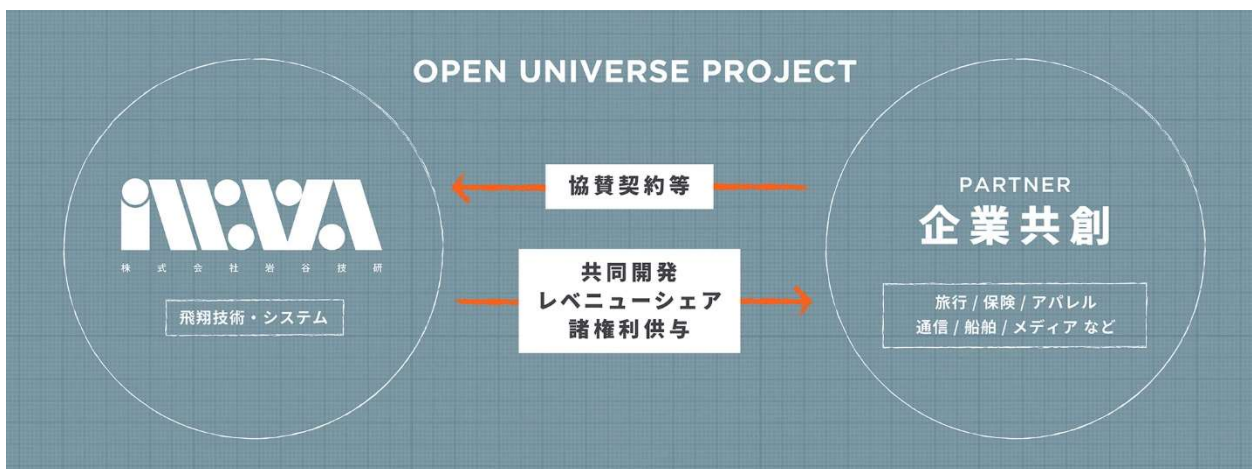 OPEN UNIVERSE PROJECT
株式会社岩谷技研
飛翔技術・システム
協賛契約等
共同開発
レベニューシェア
諸権利供与
PARTNER
企業共創
旅行 / 保険 / アパレル
通信 / 船舶 / メディア など